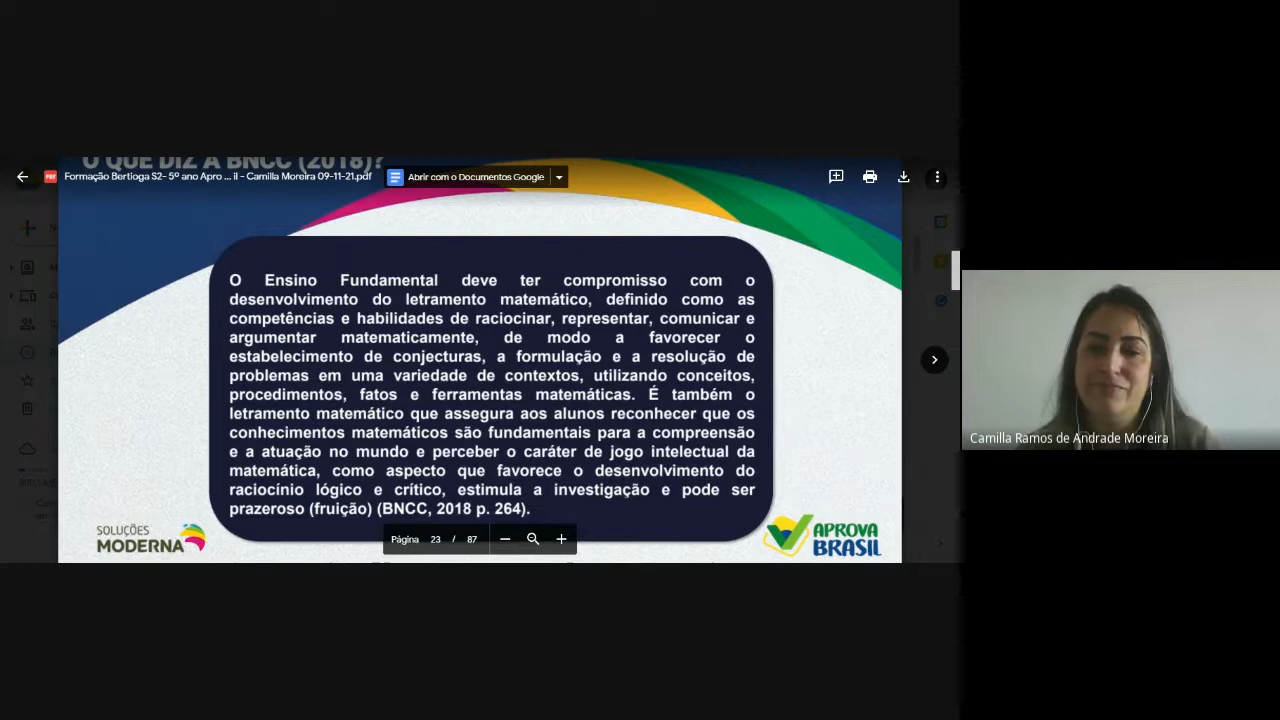 O QUE DIZ A BNCC (2018)?
Formação Bertioga S2- 5º ano Apro ... il - Camilla Moreira 09-11-21.pdf
Abrir com o Documentos Google
O Ensino Fundamental deve ter compromisso com o
desenvolvimento do letramento matemático, definido como as
competências e habilidades de raciocinar, representar, comunicar e
argumentar matematicamente, de modo a favorecer o
estabelecimento de conjecturas, a formulação e a resolução de
problemas em uma variedade de contextos, utilizando conceitos,
procedimentos, fatos e ferramentas matemáticas. É também o
letramento matemático que assegura aos alunos reconhecer que os
conhecimentos matemáticos são fundamentais para a compreensão
e a atuação no mundo e perceber o caráter de jogo intelectual da
matemática, como aspecto que favorece o desenvolvimento do
raciocínio lógico e crítico, estimula a investigação e pode ser
prazeroso (fruição) (BNCC, 2018 p. 264).
SOLUÇÕES
MODERNA
Página 23 / 87
APROVA
BRASIL
Camilla Ramos de Andrade Moreira